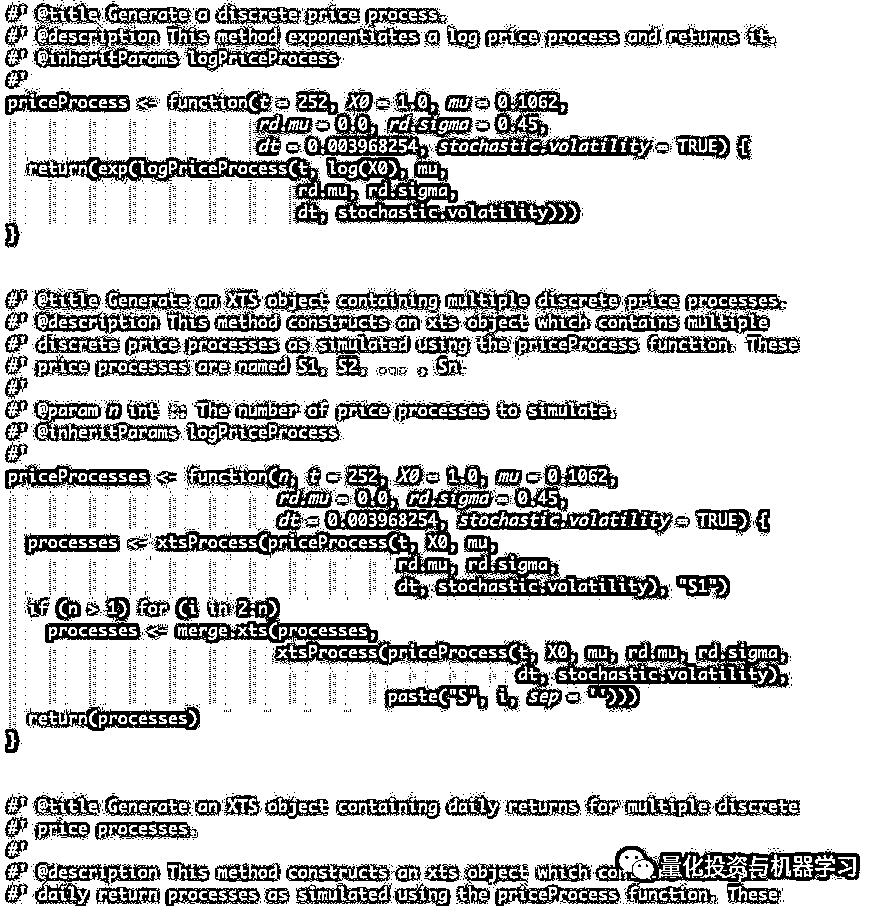 #' @title Generate a discrete price process.
#' @description This method exponentiates a log price process and returns it.
#' @inheritParams logPriceProcess
#'
priceProcess <- function(t = 252, X0 = 1.0, mu = 0.1062,
rd.mu = 0.0, rd.sigma = 0.45,
dt = 0.003968254, stochastic.volatility = TRUE) {
return(exp(logPriceProcess(t, log(X0), mu,
rd.mu, rd.sigma,
dt, stochastic.volatility)))
}
#' @title Generate an XTS object containing multiple discrete price processes.
#' @description This method constructs an xts object which contains multiple
#' discrete price processes as simulated using the priceProcess function. These
#' price processes are named S1, S2, ... , Sn.
#'
#' @param n int :: The number of price processes to simulate.
#' @inheritParams logPriceProcess
#'
priceProcesses <- function(n, t = 252, X0 = 1.0, mu = 0.1062,
rd.mu = 0.0, rd.sigma = 0.45,
dt = 0.003968254, stochastic.volatility = TRUE) {
processes <- xtsProcess(priceProcess(t, X0, mu,
rd.mu, rd.sigma,
dt, stochastic.volatility), "S1")
if (n > 1) for (i in 2:n)
processes <- merge.xts(processes,
xtsProcess(priceProcess(t, X0, mu, rd.mu, rd.sigma,
dt, stochastic.volatility),
paste("S", i, sep = '')))
return(processes)
}
#' @title Generate an XTS object containing daily returns for multiple discrete
#' price processes.
#'
#' @description This method constructs an xts object which con
量化投资与机器学习
#' daily return processes as simulated using the priceProcess function. These